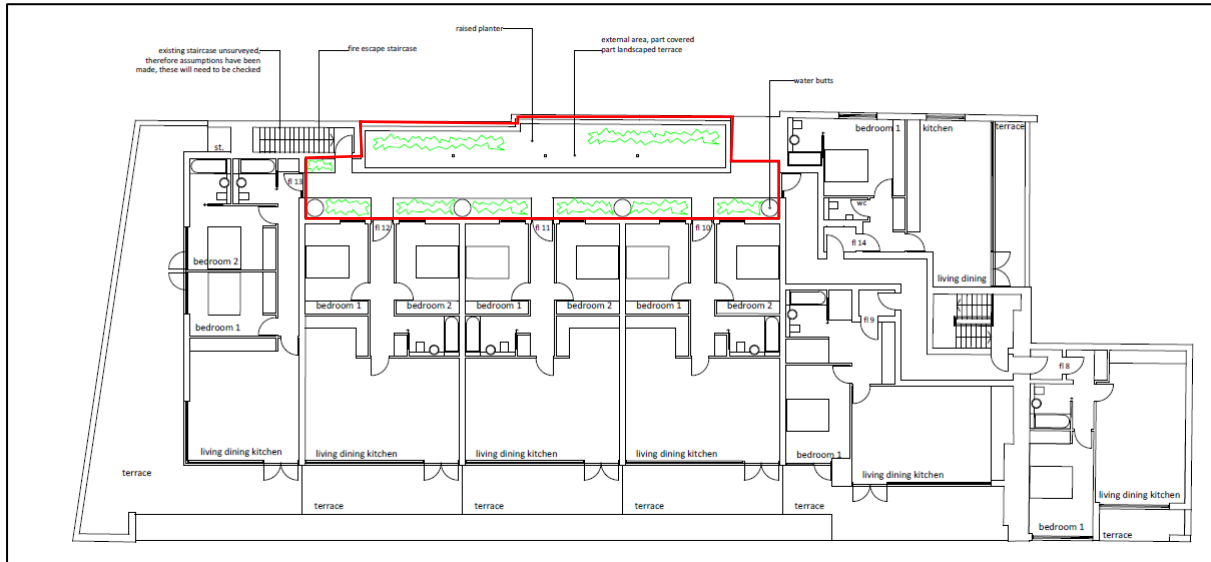 raised planter
external area, part covered
part landscaped terrace
existing staircase unsurveyed,
therefore assumptions have been
made, these will need to be checked
fire escape staircase
water butts
bedroom 1
kitchen
terrace
st.
fl 13
wc
fl 12
fl 11
fl 10
fl 14
bedroom 2
living dining
bedroom 1
bedroom 2
bedroom 1
bedroom 2
bedroom 1
bedroom 2
fl 9
bedroom 1
fl 8
living dining kitchen
living dining kitchen
living dining kitchen
living dining kitchen
bedroom 1
living dining kitchen
terrace
living dining kitchen
terrace
terrace
terrace
terrace
bedroom 1
terrace